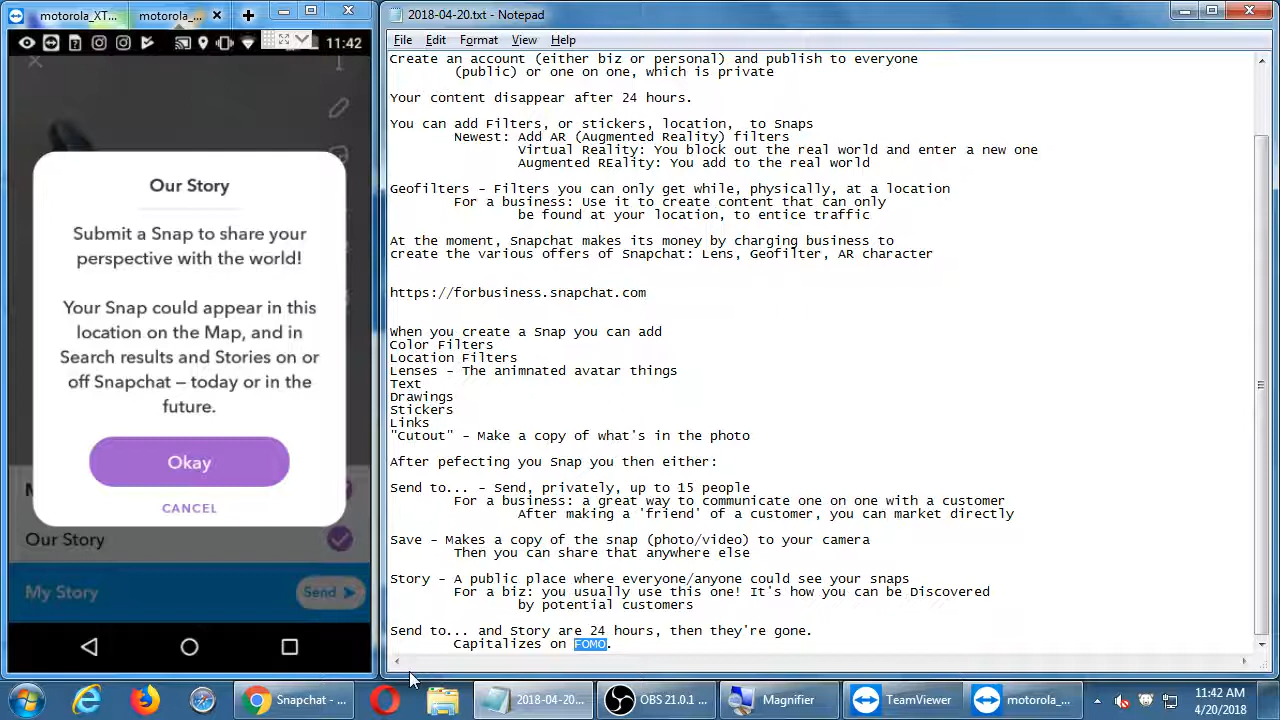 motorola_XT...
motorola_...
11:42
Our Story
Submit a Snap to share your
perspective with the world!
Your Snap could appear in this
location on the Map, and in
Search results and Stories on or
off Snapchat – today or in the
future.
Okay
CANCEL
Our Story
My Story
Send
2018-04-20.txt - Notepad
File Edit Format View Help
Create an account (either biz or personal) and publish to everyone
(public) or one on one, which is private
Your content disappear after 24 hours.
You can add Filters, or stickers, location,  to Snaps
Newest: Add AR (Augmented Reality) filters
Virtual Reality: You block out the real world and enter a new one
Augmented REality: You add to the real world
Geofilters - Filters you can only get while, physically, at a location
For a business: Use it to create content that can only
be found at your location, to entice traffic
At the moment, Snapchat makes its money by charging business to
create the various offers of Snapchat: Lens, Geofilter, AR character
https://forbusiness.snapchat.com
When you create a Snap you can add
Color Filters
Location Filters
Lenses - The animnated avatar things
Text
Drawings
Stickers
Links
"Cutout" - Make a copy of what's in the photo
After pefecting you Snap you then either:
Send to... - Send, privately, up to 15 people
For a business: a great way to communicate one on one with a customer
After making a 'friend' of a customer, you can market directly
Save - Makes a copy of the snap (photo/video) to your camera
Then you can share that anywhere else
Story - A public place where everyone/anyone could see your snaps
For a biz: you usually use this one! It's how you can be Discovered
by potential customers
Send to... and Story are 24 hours, then they're gone.
Capitalizes on FOMO.
Snapchat - ...
2018-04-20...
OBS 21.0.1 ...
Magnifier
TeamViewer
motorola_...
11:42 AM
4/20/2018